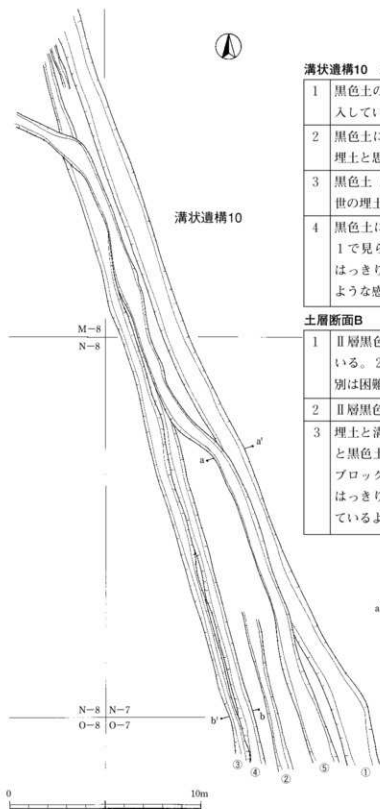 溝状遺構10
1 黒色土の
入してい
2 黒色土に
埋土と思
3 黒色土
世の埋土
4 黒色土に
1で見ら
はっきり
ような感
土層断面B
1 Ⅱ層黒色
いる。2
別は困難
2 Ⅱ層黒色
3 埋土と溝
と黒色土
ブロック
はっきり
ているよ
溝状遺構10
M-8
N-8
a a'
a
N-8 N-7
O-8 O-7
b' b
③ ④ ② ⑤ ①
0 10m